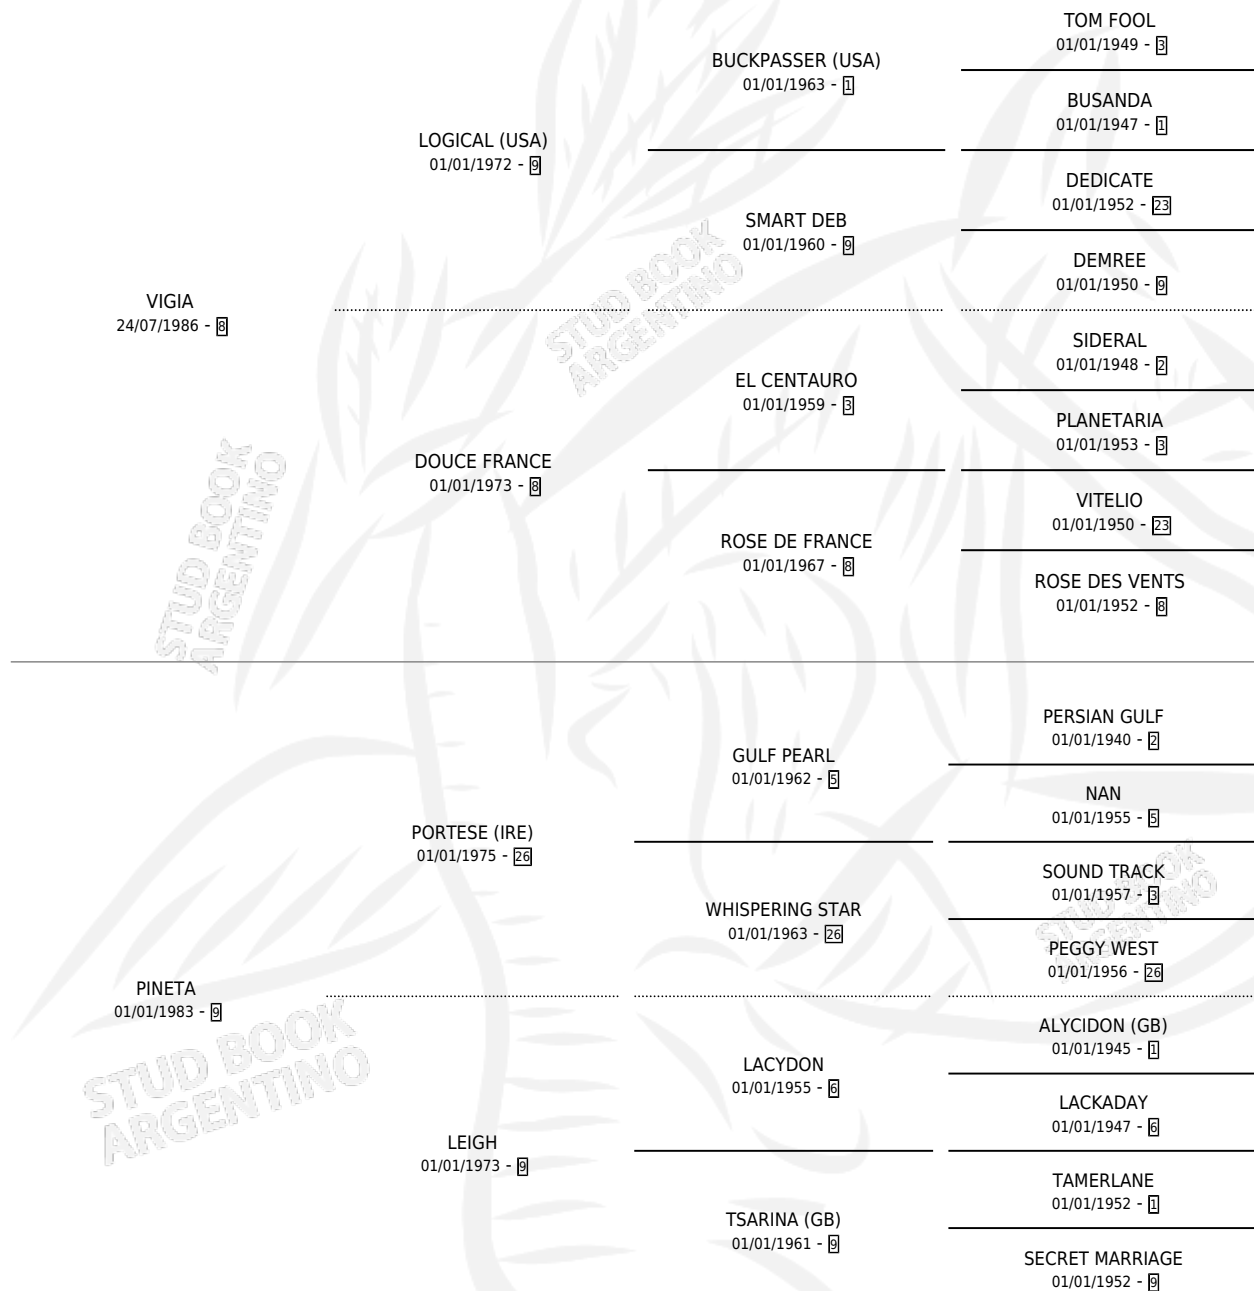 TOM FOOL
01/01/1949 - 3
BUCKPASSER (USA)
01/01/1963 - 1
BUSANDA
01/01/1947 - 1
LOGICAL (USA)
01/01/1972 - 9
DEDICATE
01/01/1952 - 23
SMART DEB
01/01/1960 - 9
DEMREE
01/01/1950 - 9
VIGIA
24/07/1986 - 8
SIDERAL
01/01/1948 - 2
EL CENTAURO
01/01/1959 - 3
PLANETARIA
01/01/1953 - 3
DOUCE FRANCE
01/01/1973 - 8
VITELIO
01/01/1950 - 23
ROSE DE FRANCE
01/01/1967 - 8
ROSE DES VENTS
01/01/1952 - 8
PERSIAN GULF
01/01/1940 - 2
GULF PEARL
01/01/1962 - 5
NAN
01/01/1955 - 5
PORTESE (IRE)
01/01/1975 - 26
SOUND TRACK
01/01/1957 - 3
WHISPERING STAR
01/01/1963 - 26
PEGGY WEST
01/01/1956 - 26
PINETA
01/01/1983 - 9
ALYCIDON (GB)
01/01/1945 - 1
LACYDON
01/01/1955 - 6
LACKADAY
01/01/1947 - 6
LEIGH
01/01/1973 - 9
TAMERLANE
01/01/1952 - 1
TSARINA (GB)
01/01/1961 - 9
SECRET MARRIAGE
01/01/1952 - 9
STUD BOOK
ARGENTINO
STUD BOOK
ARGENTINO
STUD BOOK
ARGENTINO
STUD BOOK
ARGENTINO